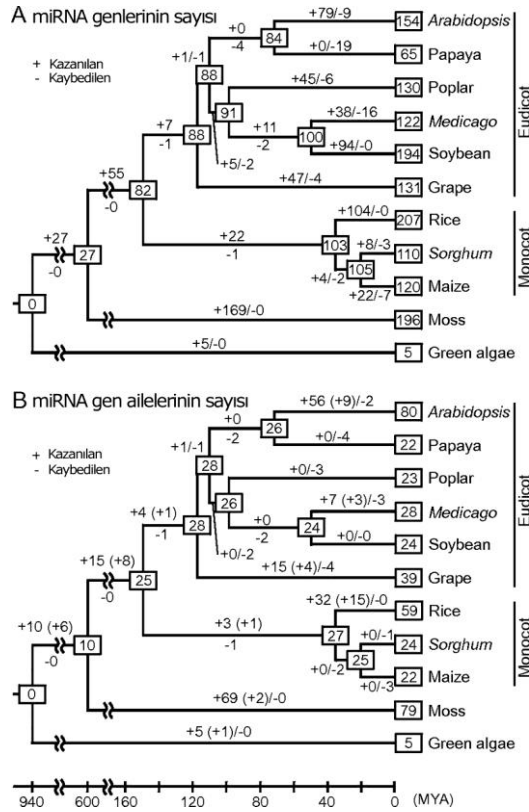 A miRNA genlerinin sayısı
+ Kazanılan
- Kaybedilen
+79/-9
154 Arabidopsis
+0
-4
84
+0/-19
65 Papaya
+1/-1
88
+45/-6
130 Poplar
91
+38/-16
122 Medicago
+11
-2
100
+94/-0
194 Soybean
+5/-2
+7
-1
88
+47/-4
131 Grape
Eudicot
+55
-0
82
+104/-0
207 Rice
+22
-1
103
+8/-3
110 Sorghum
+4/-2
105
+22/-7
120 Maize
Monocot
+27
-0
27
+169/-0
196 Moss
0
+5/-0
5 Green algae
B miRNA gen ailelerinin sayısı
+ Kazanılan
- Kaybedilen
+56 (+9)/-2
80 Arabidopsis
+0
-2
26
+0/-4
22 Papaya
+1/-1
28
+0/-3
23 Poplar
26
+7 (+3)/-3
28 Medicago
+0
-2
24
+0/-0
24 Soybean
+0/-2
+4 (+1)
-1
28
+15 (+4)/-4
39 Grape
Eudicot
+15 (+8)
-0
25
+32 (+15)/-0
59 Rice
+3 (+1)
-1
27
+0/-1
24 Sorghum
+0/-2
25
+0/-3
22 Maize
Monocot
+10 (+6)
-0
10
+69 (+2)/-0
79 Moss
0
+5 (+1)/-0
5 Green algae
940 600 160 120 80 40 0 (MYA)